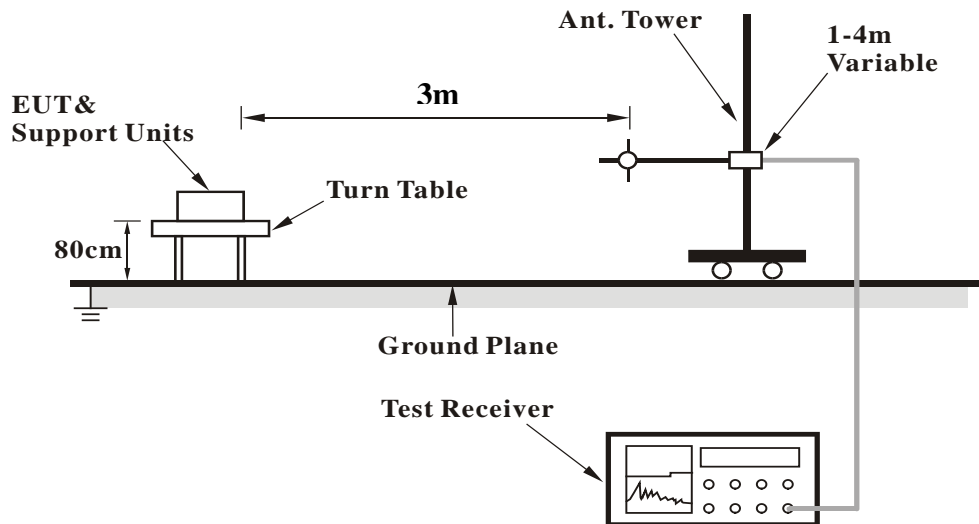 Ant. Tower
1-4m
Variable
3m
EUT&
Support Units
Turn Table
80cm
Ground Plane
Test Receiver